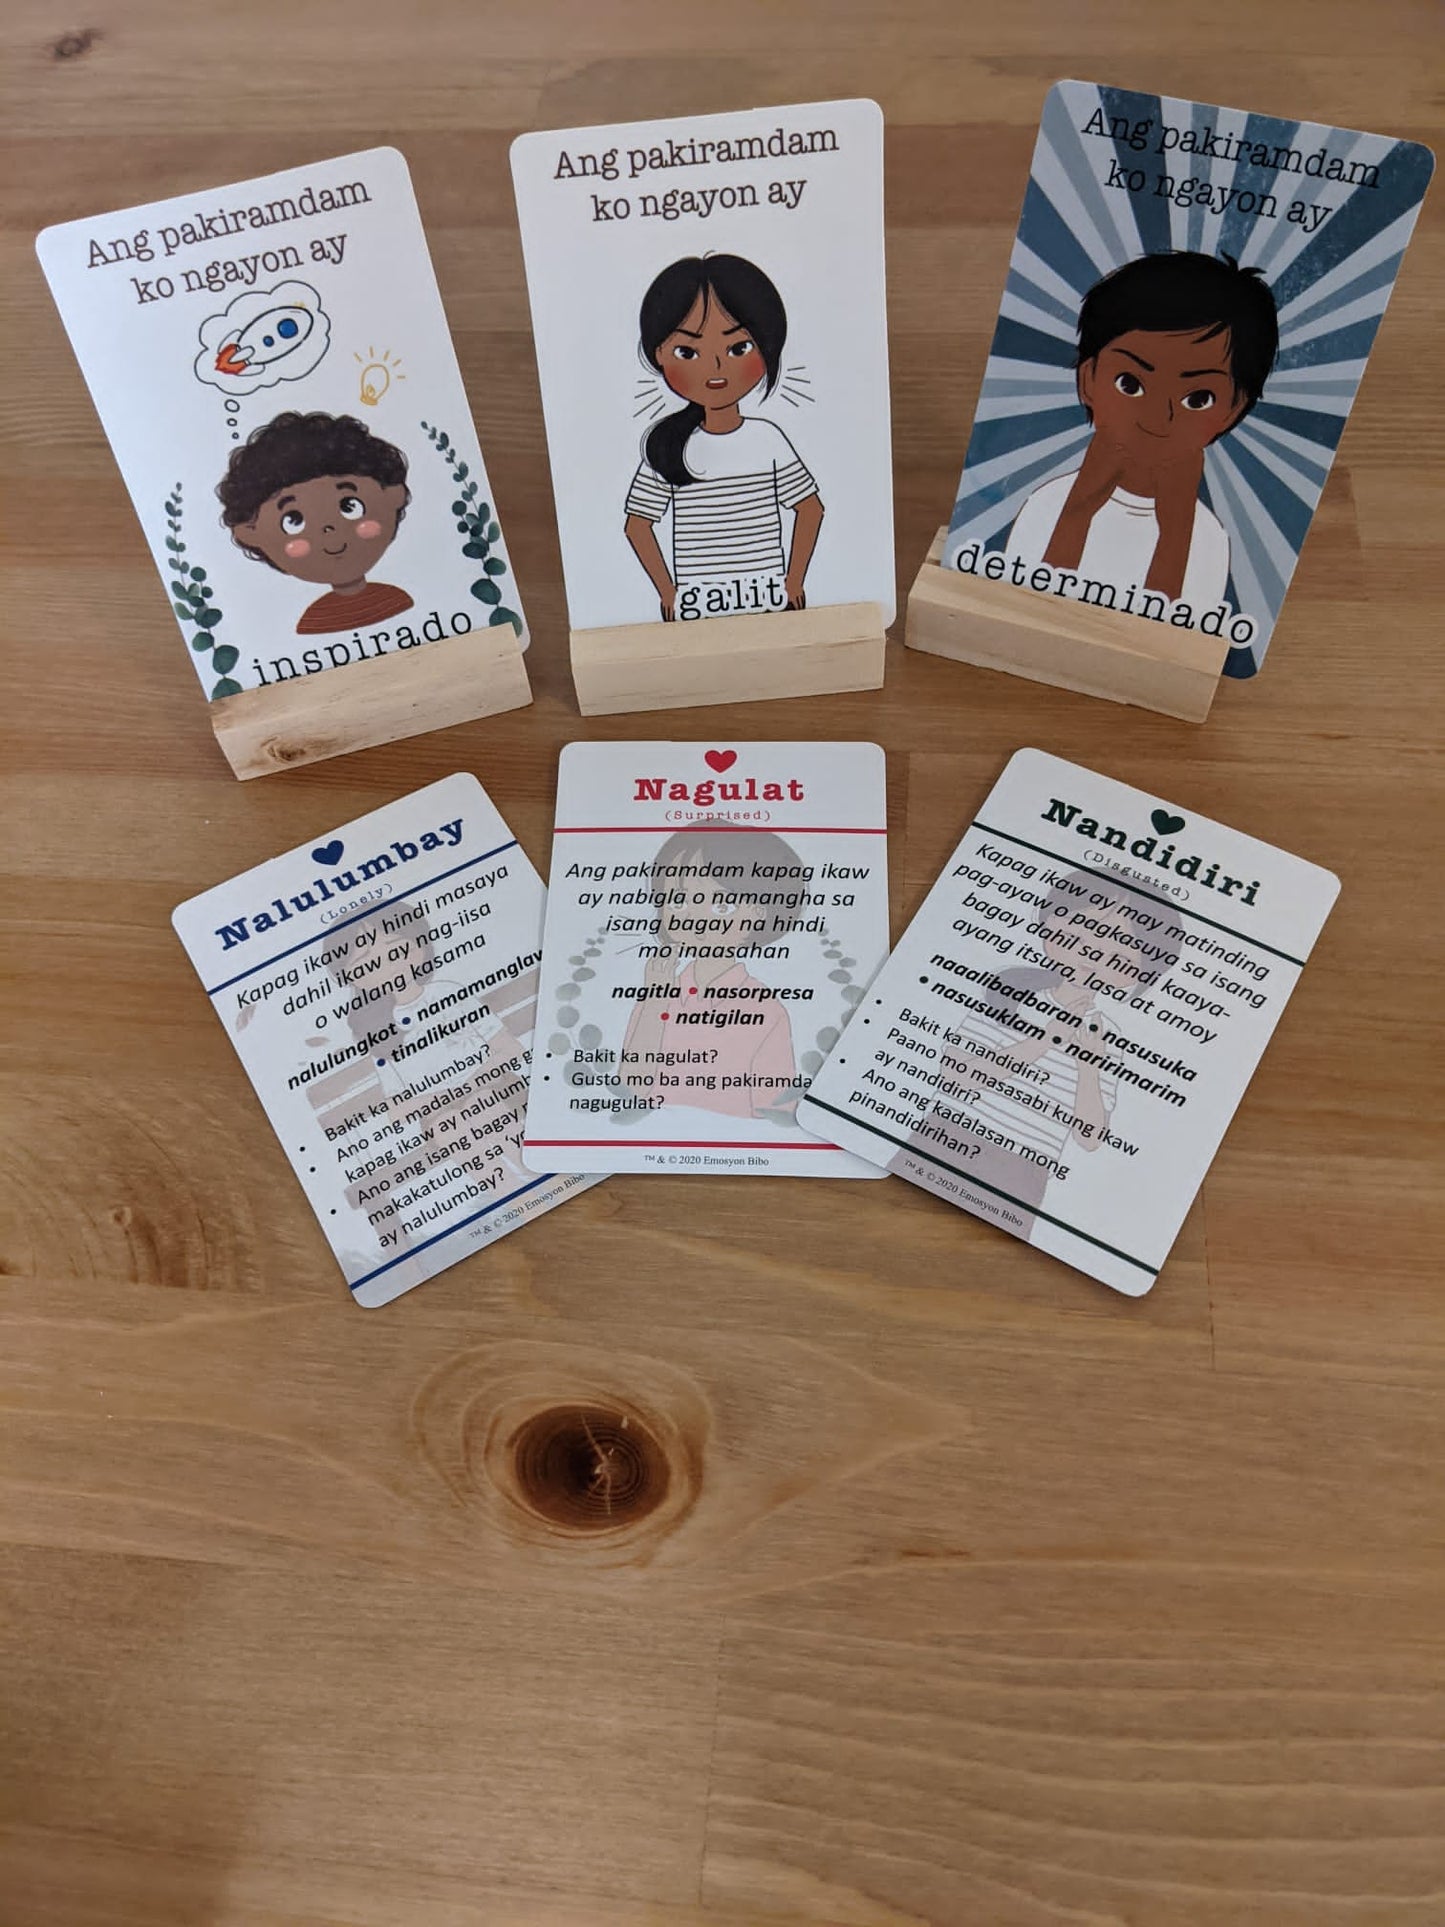 Ang pakiramdam
ko ngayon ay
inspirado
Ang pakiramdam
ko ngayon ay
galit
Ang pakiramdam
ko ngayon ay
determinado
Nalulumbay
(Lonely)
Kapag ikaw ay hindi masaya
dahil ikaw ay nag-iisa
o walang kasama
nalulungkot • namamanglaw
• tinalikuran
• Bakit ka nalulumbay?
• Ano ang madalas mong
kapag ikaw ay
• Ano ang isang bagay
makakatulong sa
ay nalulumbay?
™ & © 2020 Emosyon Bibo
Nagulat
(Surprised)
Ang pakiramdam kapag ikaw
ay nabigla o namangha sa
isang bagay na hindi
mo inaasahan
nagitla • nasorpresa
• natigilan
• Bakit ka nagulat?
• Gusto mo ba ang
nagugulat?
™ & © 2020 Emosyon Bibo
Nandidiri
(Disgusted)
Kapag ikaw ay may matinding
pag-ayaw o pagkasuya sa isang
bagay dahil sa hindi kaaya-
ayang itsura, lasa at amoy
naaalibadbaran • nasusuka
• nasusuklam • naririmarim
• Bakit ka nandidiri?
• Paano mo masasabi kung ikaw
ay nandidiri?
• Ano ang kadalasan mong
pinandidirihan?
™ & © 2020 Emosyon Bibo